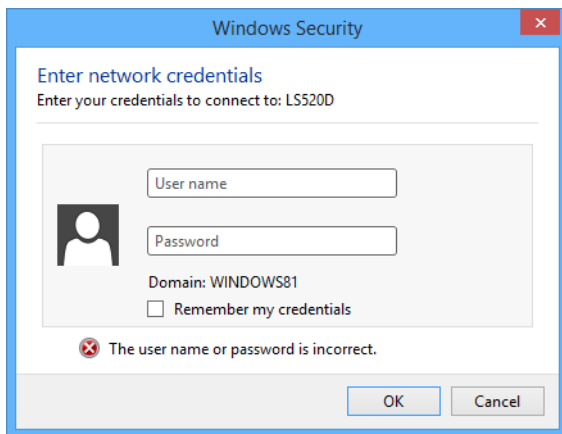 Windows Security
Enter network credentials
Enter your credentials to connect to: LS520D
User name
Password
Domain: WINDOWS81
Remember my credentials
The user name or password is incorrect.
OK Cancel